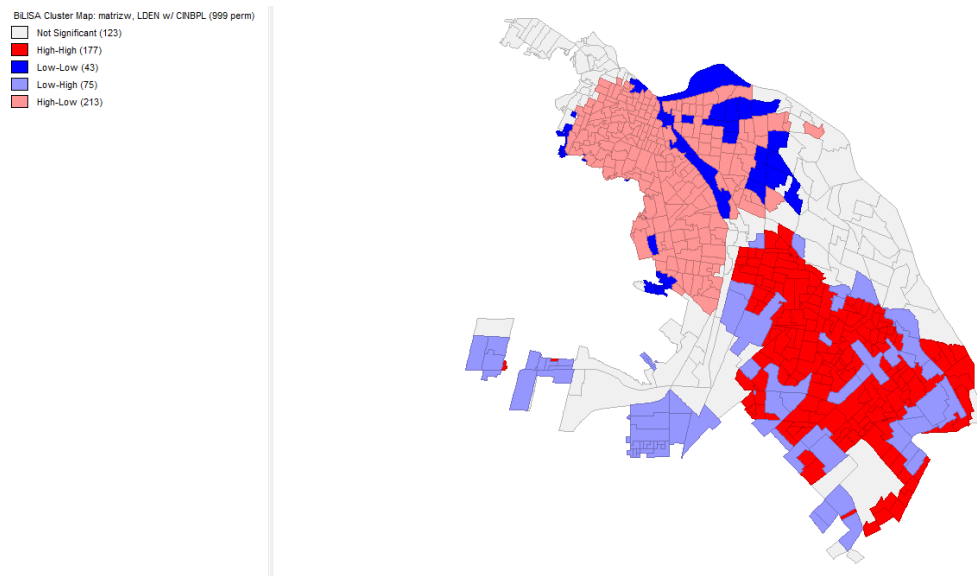 BiLISA Cluster Map: matrizw, LDEN w/ CINBPL (999 perm)
Not Significant (123)
High-High (177)
Low-Low (43)
Low-High (75)
High-Low (213)